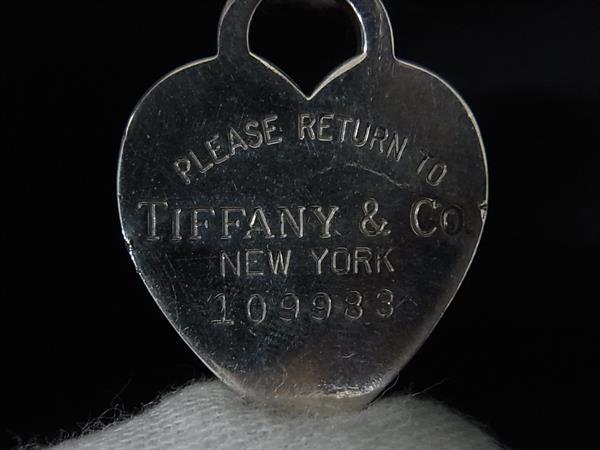 PLEASE RETURN TO
TIFFANY & Co.
NEW YORK
109983